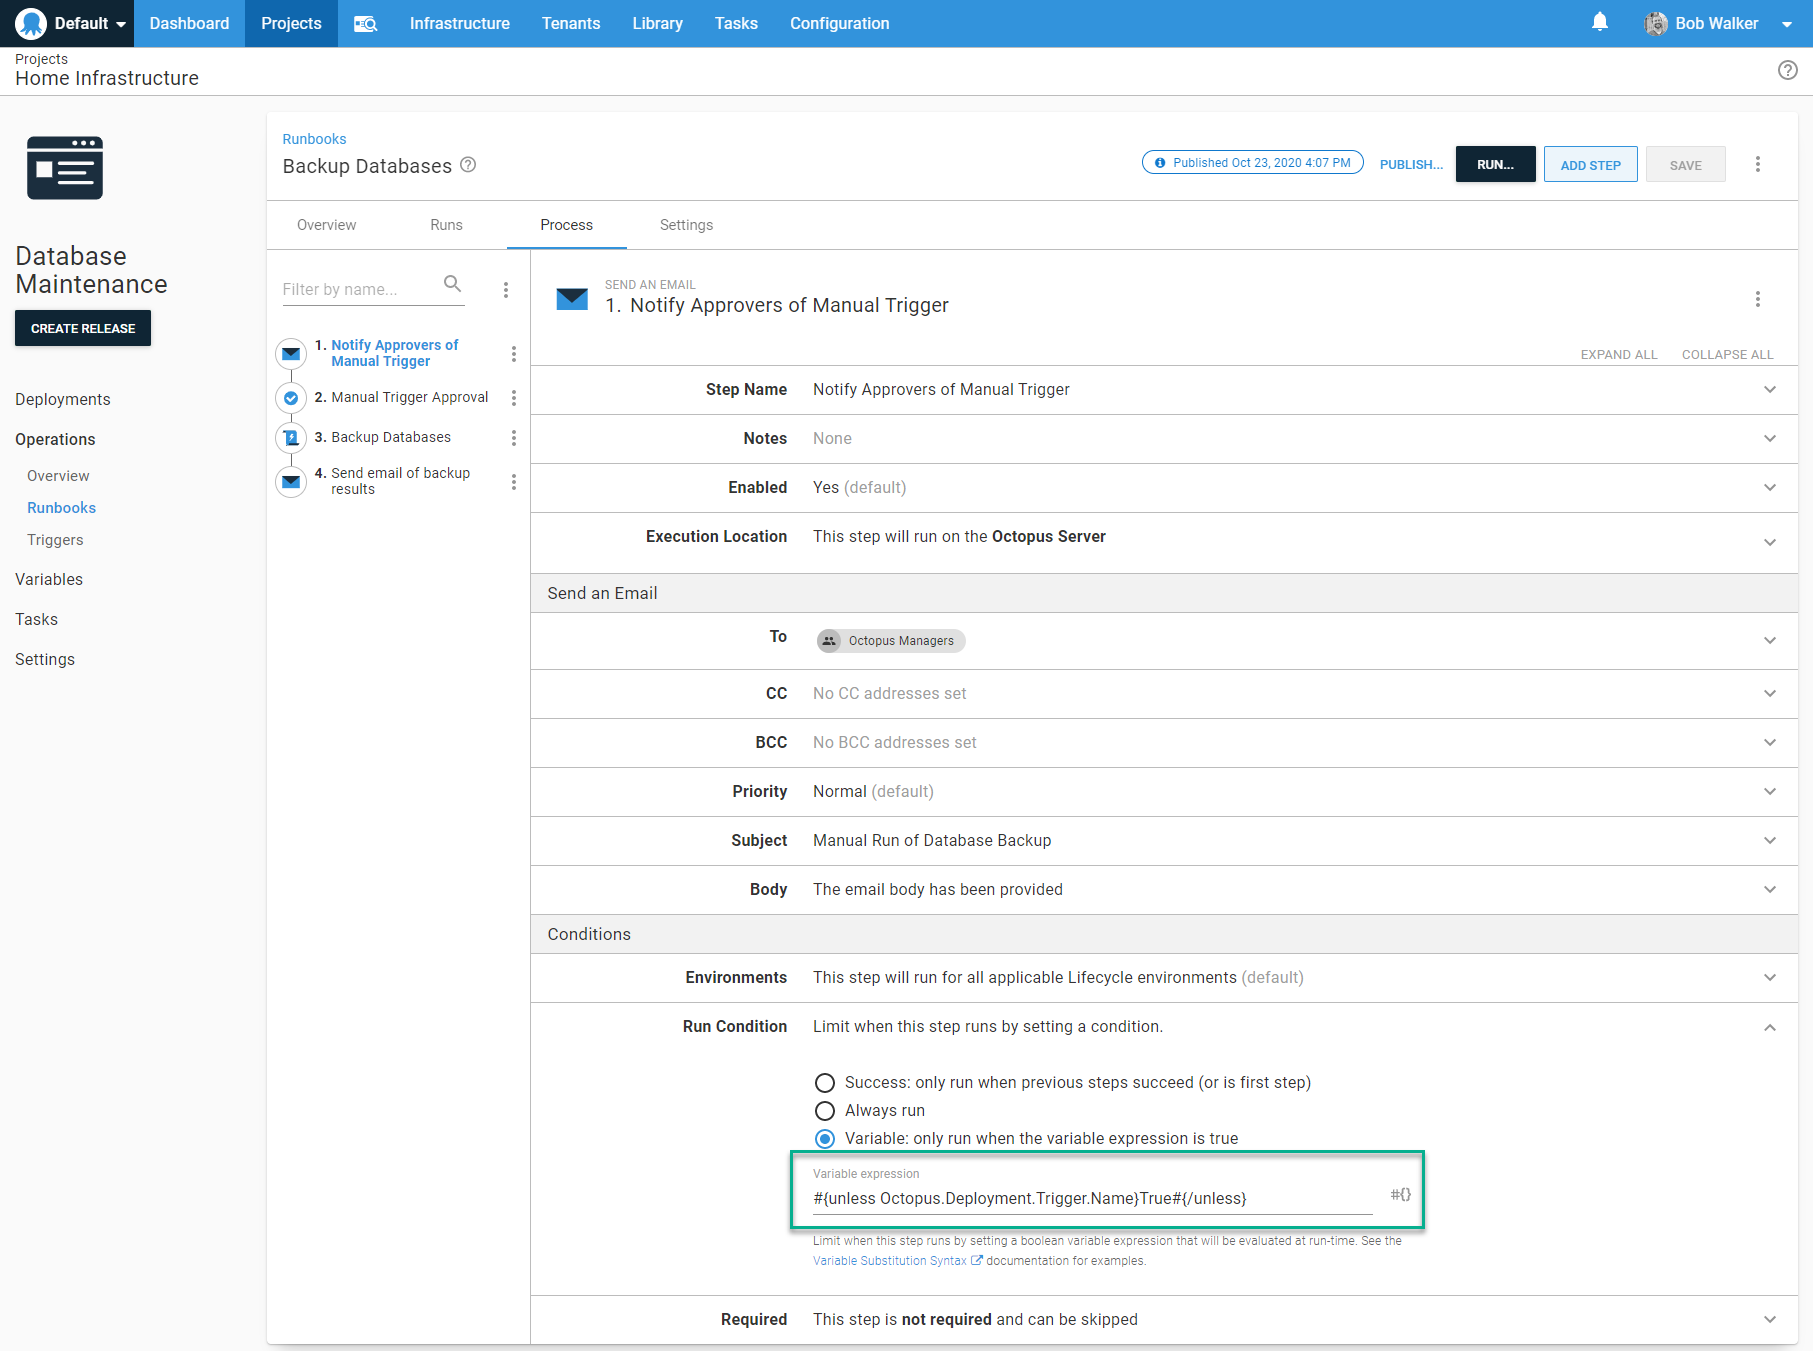 Default
Dashboard
Projects
Infrastructure
Tenants
Library
Tasks
Configuration
Bob Walker
Projects
Home Infrastructure
Database
Maintenance
CREATE RELEASE
Deployments
Operations
Overview
Runbooks
Triggers
Variables
Tasks
Settings
Runbooks
Backup Databases
Published Oct 23, 2020 4:07 PM
PUBLISH...
RUN...
ADD STEP
SAVE
Overview
Runs
Process
Settings
Filter by name...
1. Notify Approvers of
Manual Trigger
2. Manual Trigger Approval
3. Backup Databases
4. Send email of backup
results
SEND AN EMAIL
1. Notify Approvers of Manual Trigger
EXPAND ALL
COLLAPSE ALL
Step Name Notify Approvers of Manual Trigger
Notes None
Enabled Yes (default)
Execution Location This step will run on the Octopus Server
Send an Email
To Octopus Managers
CC No CC addresses set
BCC No BCC addresses set
Priority Normal (default)
Subject Manual Run of Database Backup
Body The email body has been provided
Conditions
Environments This step will run for all applicable Lifecycle environments (default)
Run Condition Limit when this step runs by setting a condition.
Success: only run when previous steps succeed (or is first step)
Always run
Variable: only run when the variable expression is true
Variable expression
#{unless Octopus.Deployment.Trigger.Name}True#{/unless}
#{}
Limit when this step runs by setting a boolean variable expression that will be evaluated at run-time. See the
Variable Substitution Syntax documentation for examples.
Required This step is not required and can be skipped